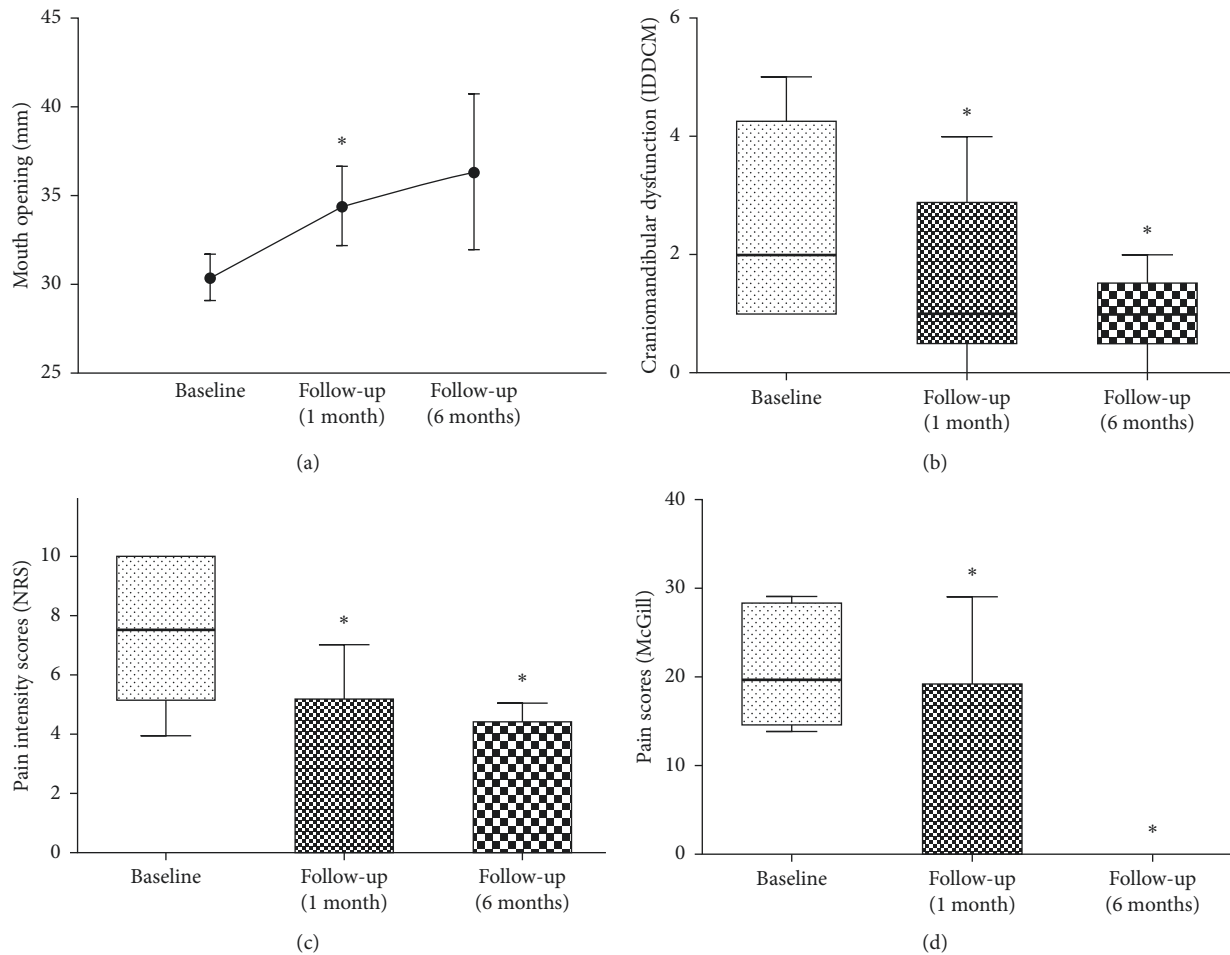 45
40
35
30
25
Mouth opening (mm)
*
Baseline
Follow-up
(1 month)
Follow-up
(6 months)
(a)
6
4
2
0
Craniomandibular dysfunction (IDDCM)
*
*
Baseline
Follow-up
(1 month)
Follow-up
(6 months)
(b)
10
8
6
4
2
0
Pain intensity scores (NRS)
*
*
Baseline
Follow-up
(1 month)
Follow-up
(6 months)
(c)
40
30
20
10
0
Pain scores (McGill)
*
*
Baseline
Follow-up
(1 month)
Follow-up
(6 months)
(d)